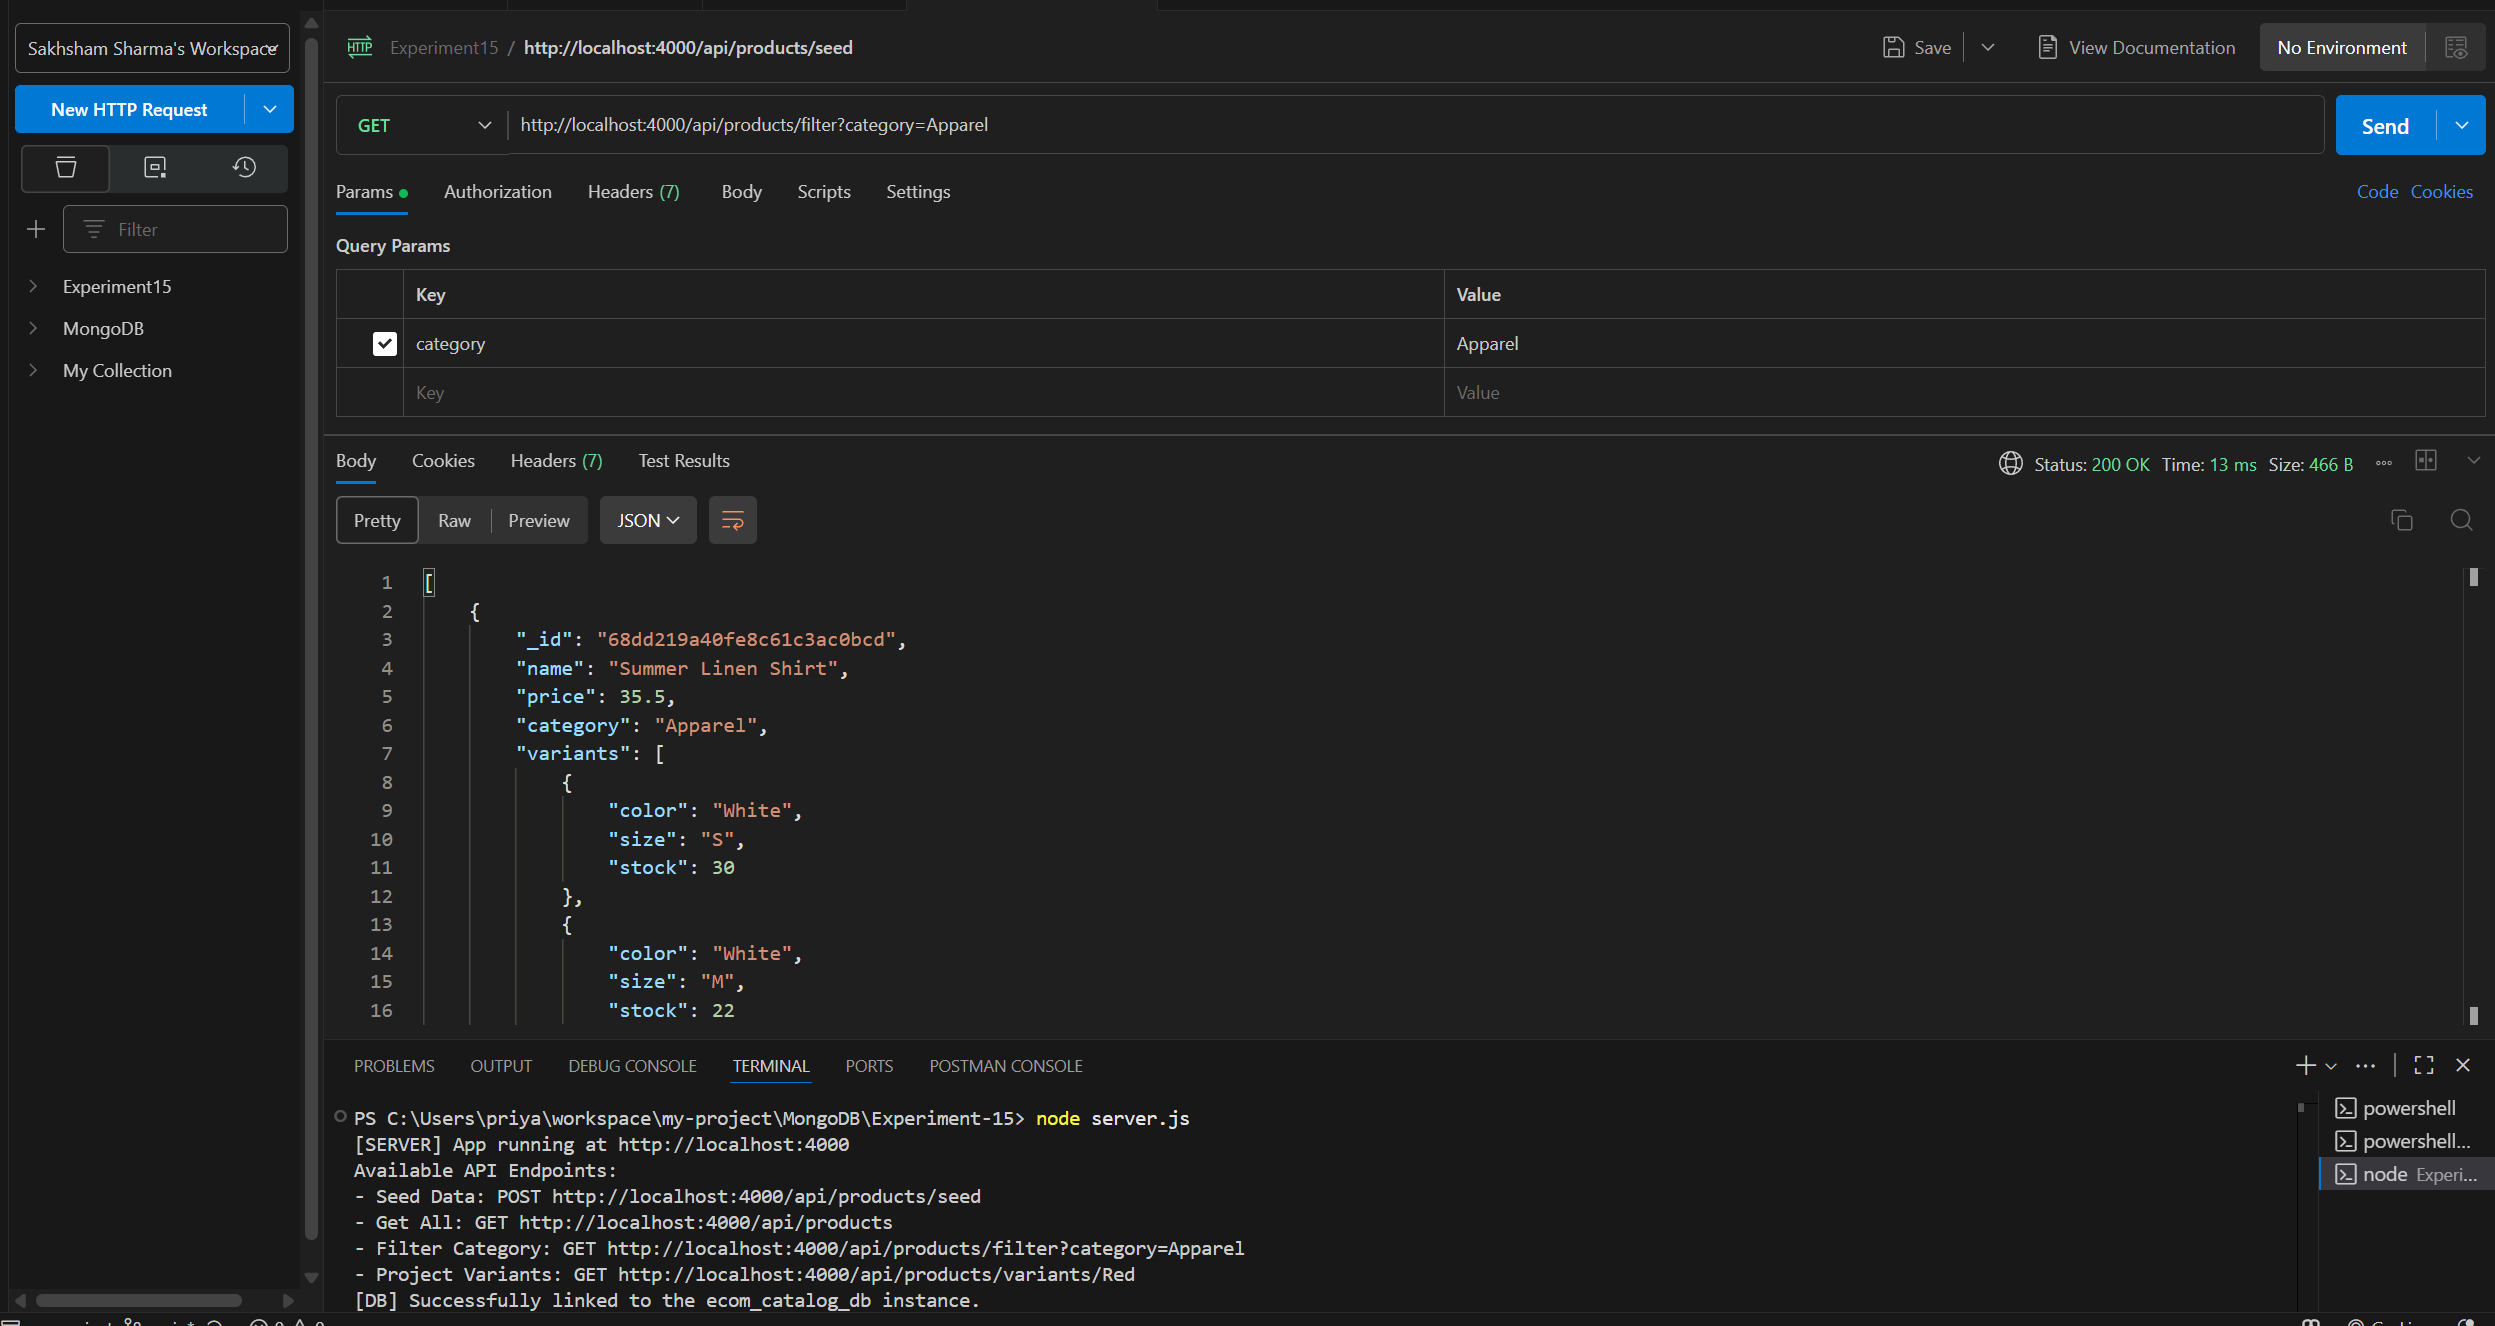 Sakhsham Sharma's Workspace
New HTTP Request
Filter
Experiment15
MongoDB
My Collection
HTTP Experiment15 / http://localhost:4000/api/products/seed
Save
View Documentation
No Environment
GET http://localhost:4000/api/products/filter?category=Apparel
Send
Params Authorization Headers (7) Body Scripts Settings
Code Cookies
Query Params
Key Value
category Apparel
Key Value
Body Cookies Headers (7) Test Results
Status: 200 OK Time: 13 ms Size: 466 B
Pretty Raw Preview JSON
1 [
2 {
3 "_id": "68dd219a40fe8c61c3ac0bcd",
4 "name": "Summer Linen Shirt",
5 "price": 35.5,
6 "category": "Apparel",
7 "variants": [
8 {
9 "color": "White",
10 "size": "S",
11 "stock": 30
12 },
13 {
14 "color": "White",
15 "size": "M",
16 "stock": 22
PROBLEMS OUTPUT DEBUG CONSOLE TERMINAL PORTS POSTMAN CONSOLE
PS C:\Users\priya\workspace\my-project\MongoDB\Experiment-15> node server.js
[SERVER] App running at http://localhost:4000
Available API Endpoints:
- Seed Data: POST http://localhost:4000/api/products/seed
- Get All: GET http://localhost:4000/api/products
- Filter Category: GET http://localhost:4000/api/products/filter?category=Apparel
- Project Variants: GET http://localhost:4000/api/products/variants/Red
[DB] Successfully linked to the ecom_catalog_db instance.
powershell
powershell...
node Experi...